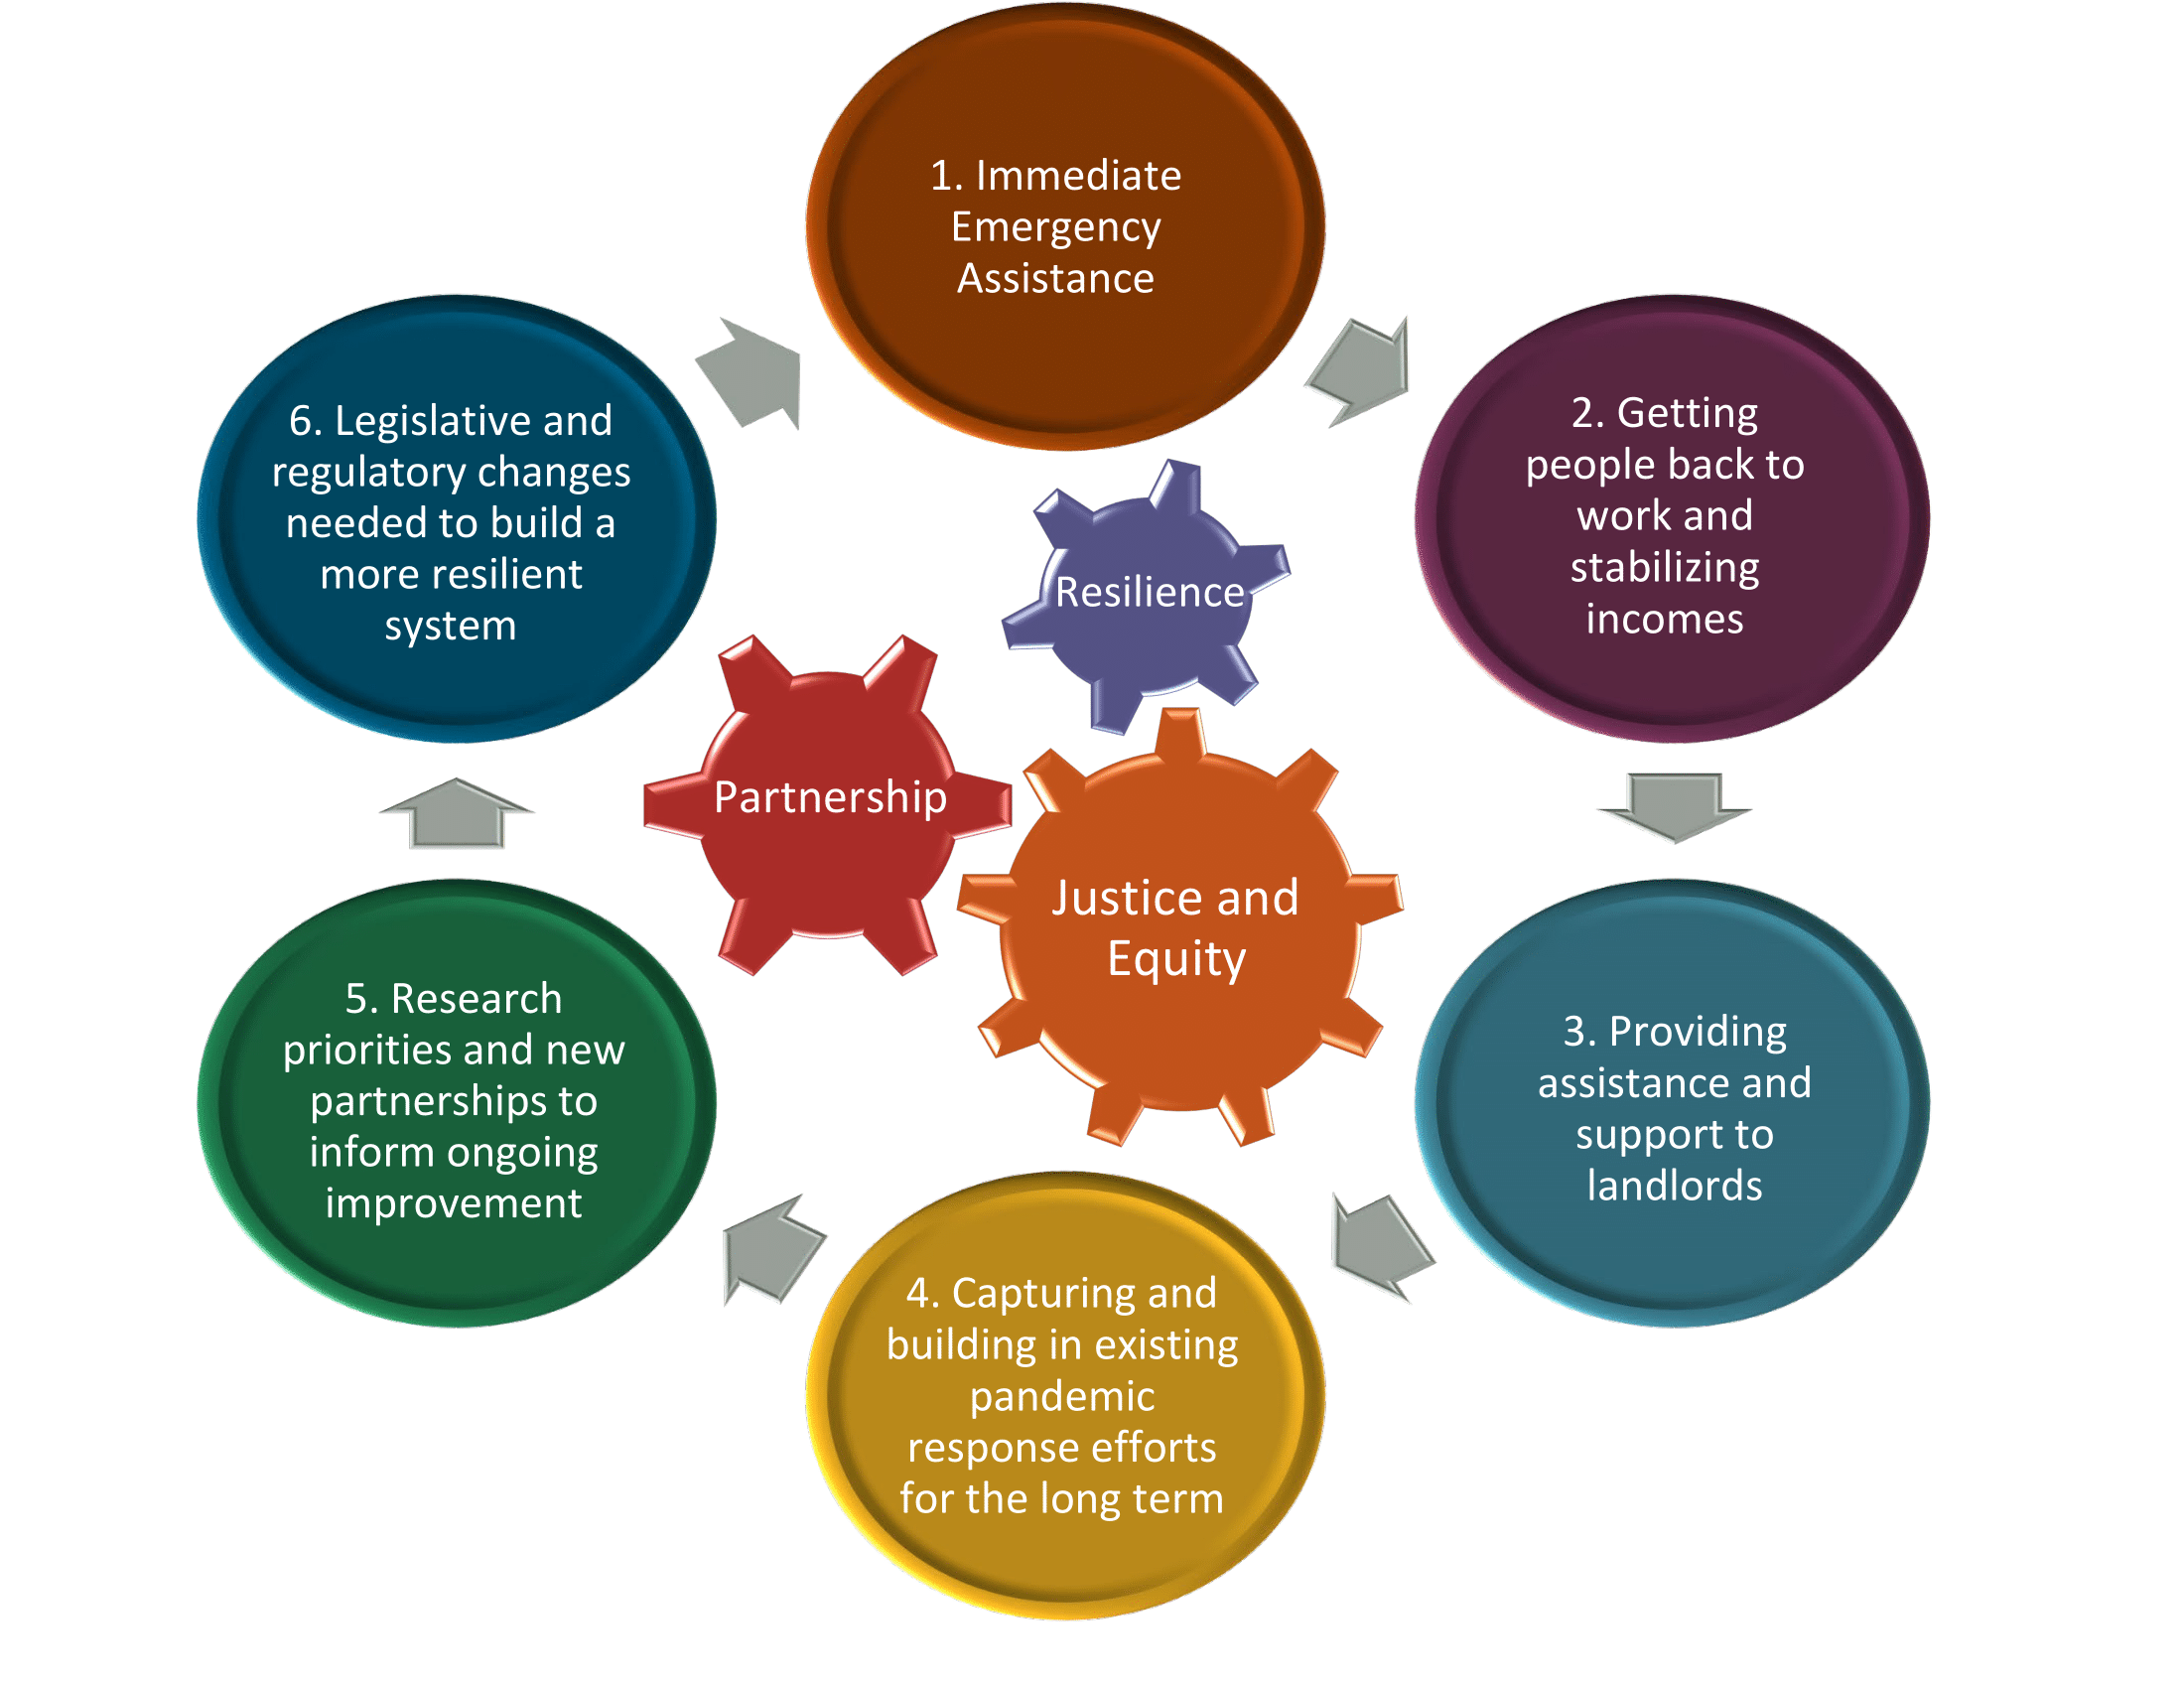 1. Immediate
Emergency
Assistance
2. Getting
people back to
work and
stabilizing
incomes
3. Providing
assistance and
support to
landlords
4. Capturing and
building in existing
pandemic
response efforts
for the long term
5. Research
priorities and new
partnerships to
inform ongoing
improvement
6. Legislative and
regulatory changes
needed to build a
more resilient
system
Resilience
Partnership
Justice and
Equity